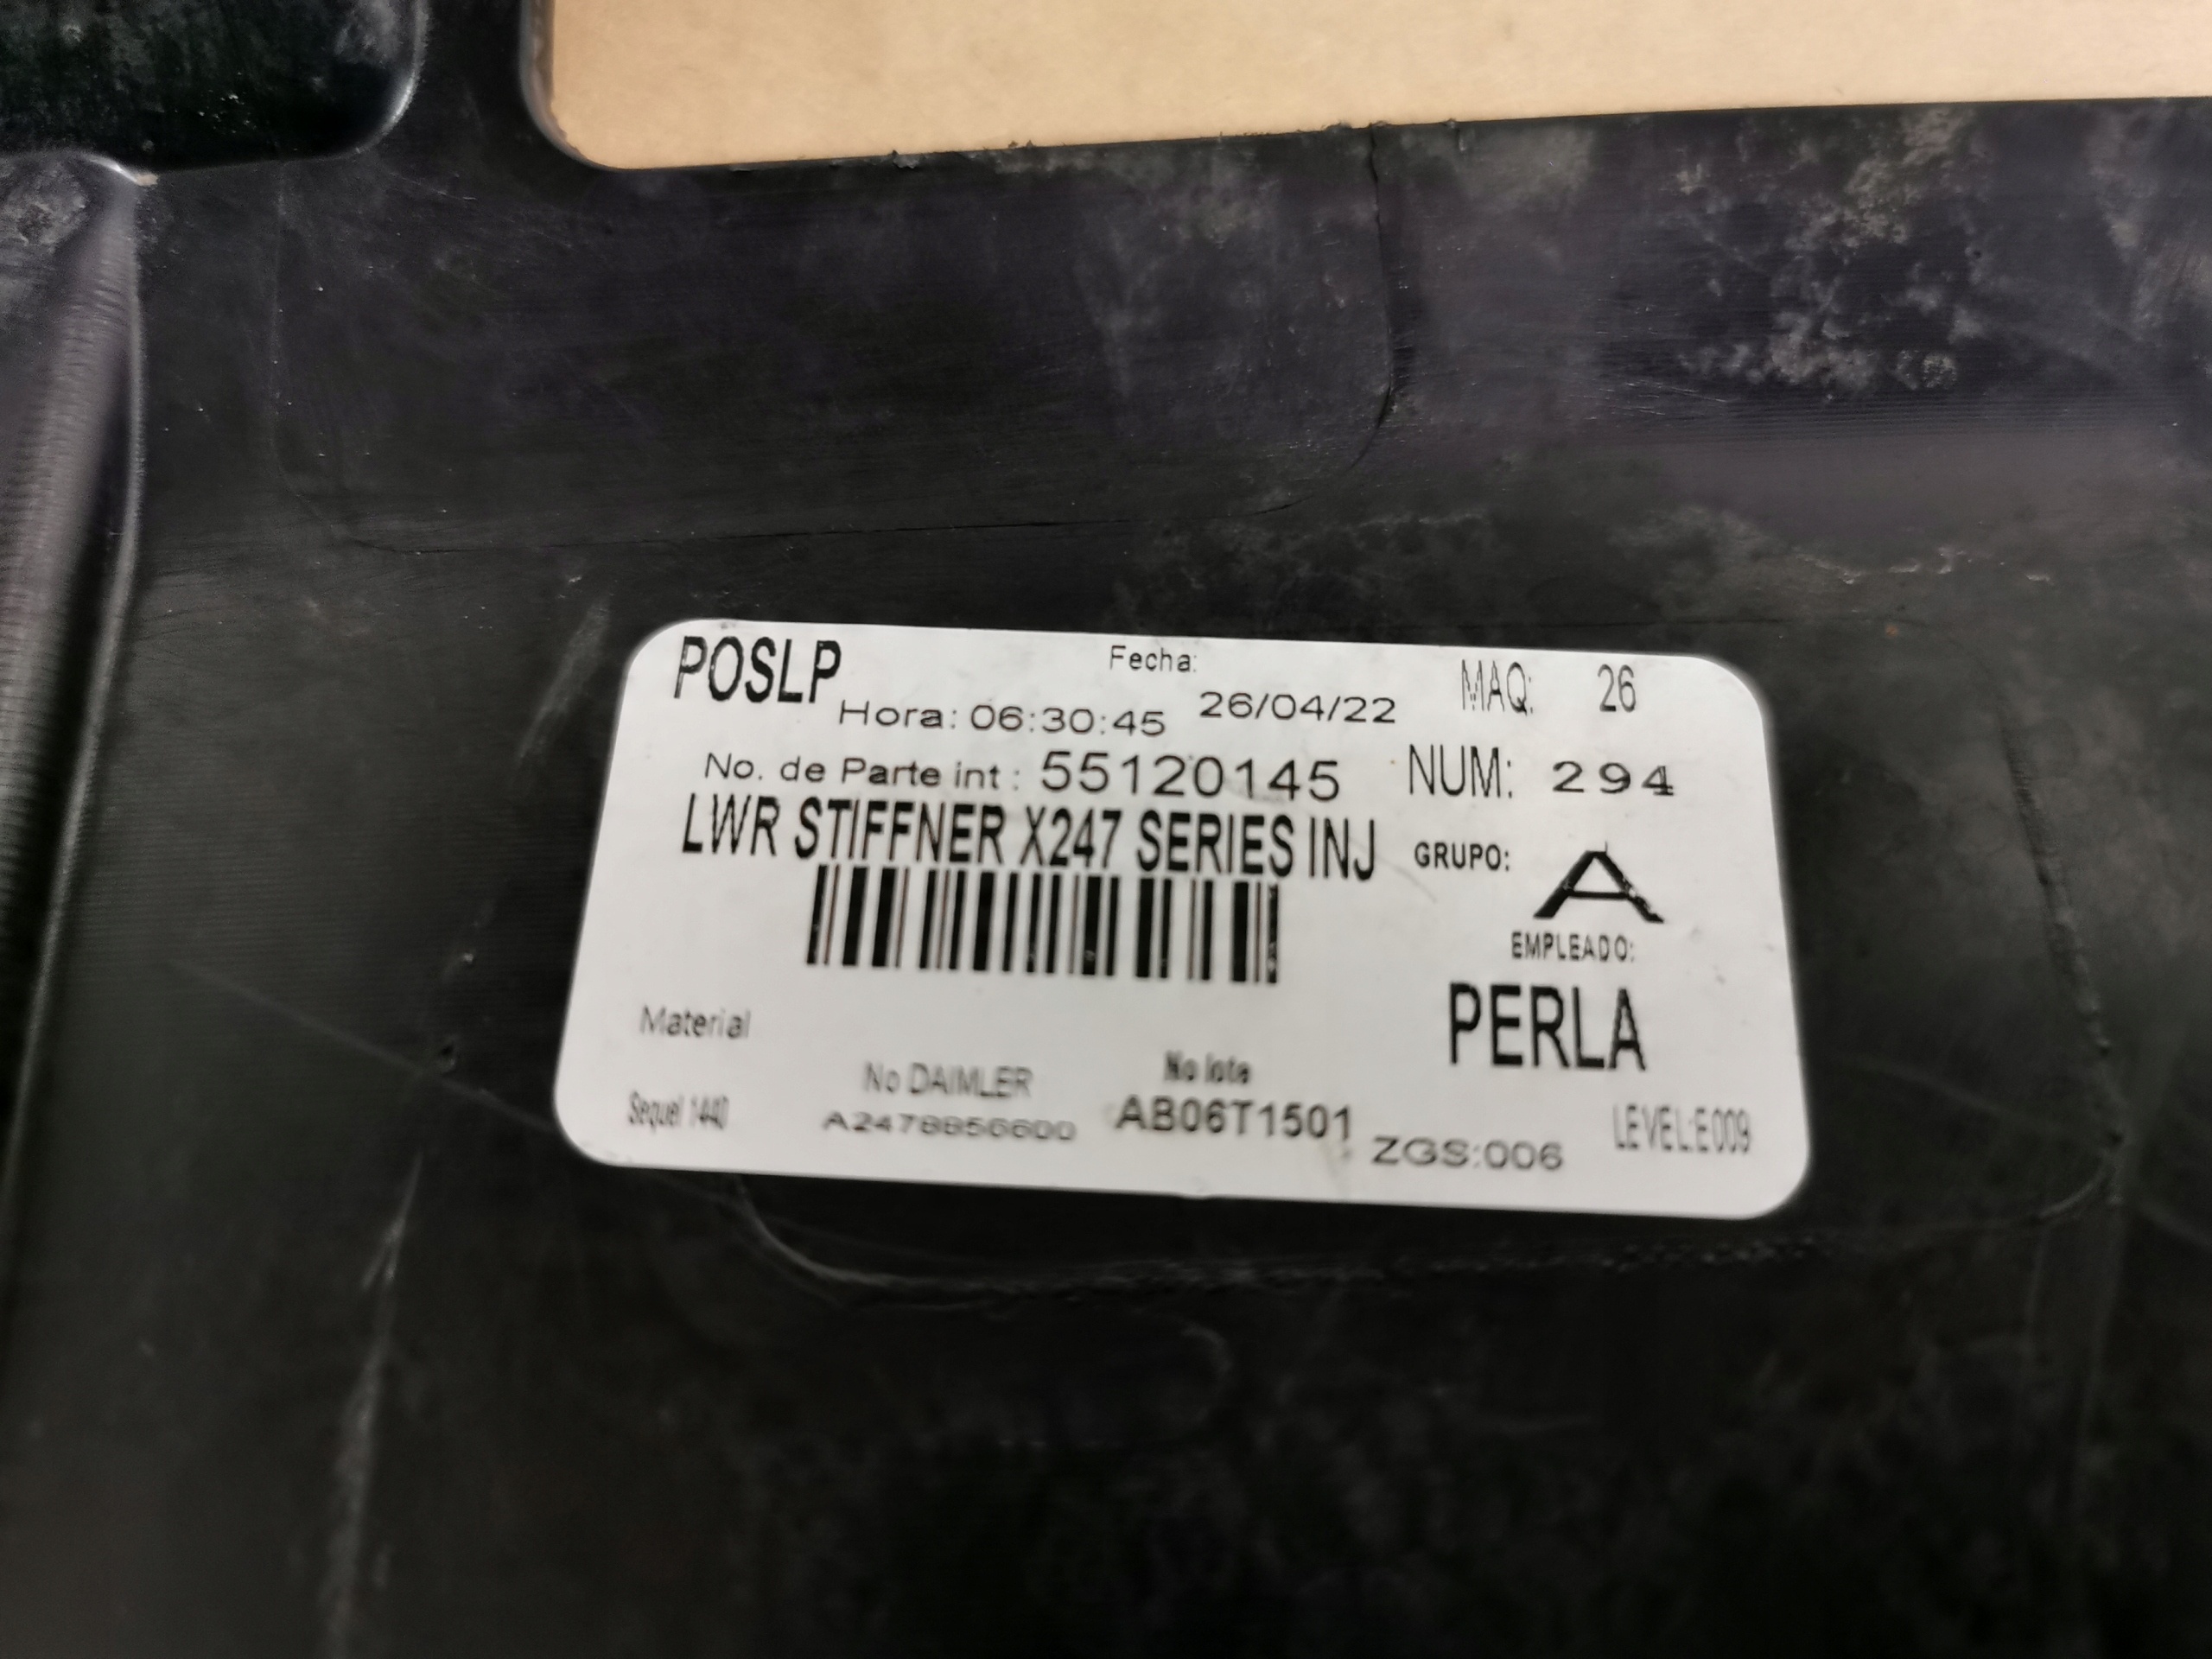 POSLP
Fecha:
MAQ: 26
Hora: 06:30:45 26/04/22
No. de Parte int : 55120145 NUM: 294
LWR STIFFNER X247 SERIES INJ
GRUPO: A
EMPLEADO:
PERLA
Material
No DAIMLER
No lote
Sequel 1440
A2478856600
AB06T1501
ZGS:006
LEVEL:E009